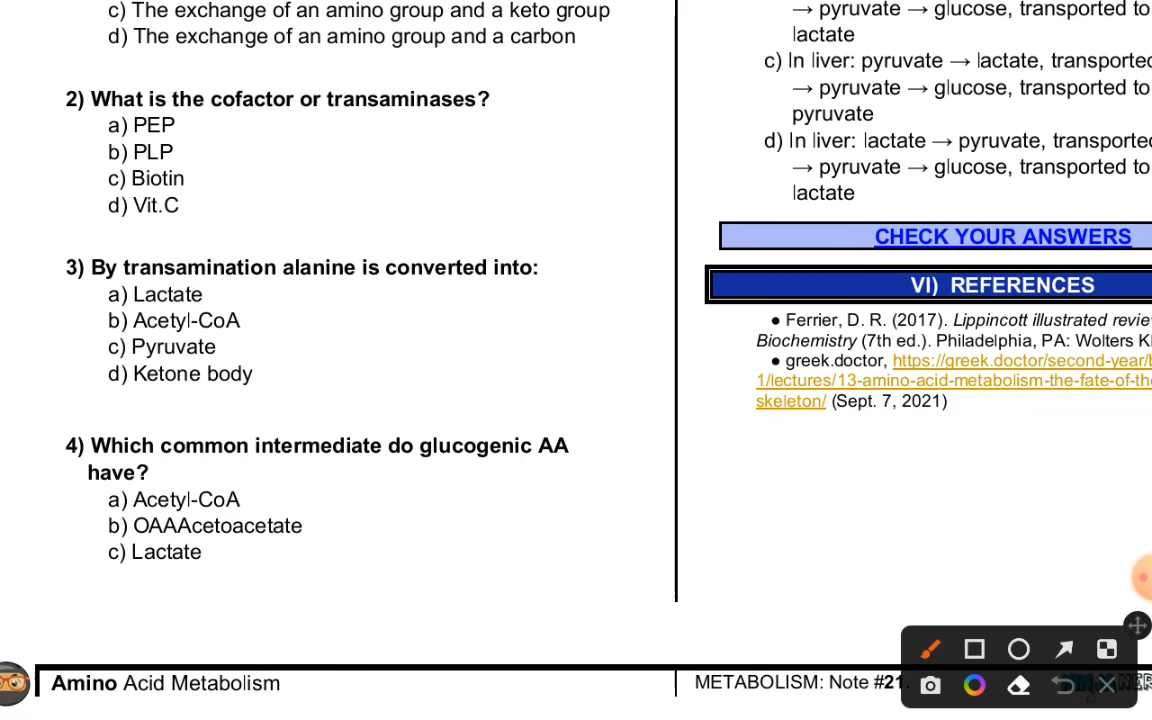 c) The exchange of an amino group and a keto group
d) The exchange of an amino group and a carbon
2) What is the cofactor or transaminases?
a) PEP
b) PLP
c) Biotin
d) Vit.C
3) By transamination alanine is converted into:
a) Lactate
b) Acetyl-CoA
c) Pyruvate
d) Ketone body
4) Which common intermediate do glucogenic AA
have?
a) Acetyl-CoA
b) OAAAcetoacetate
c) Lactate
→ pyruvate → glucose, transported to
lactate
c) In liver: pyruvate → lactate, transported
→ pyruvate → glucose, transported to
pyruvate
d) In liver: lactate → pyruvate, transported
→ pyruvate → glucose, transported to
lactate
CHECK YOUR ANSWERS
VI) REFERENCES
● Ferrier, D. R. (2017). Lippincott illustrated
Biochemistry (7th ed.). Philadelphia, PA: Wolters
● greek.doctor, https://greek.doctor/second-year/
1/lectures/13-amino-acid-metabolism-the-fate-of-the
skeleton/ (Sept. 7, 2021)
Amino Acid Metabolism
METABOLISM: Note #21.